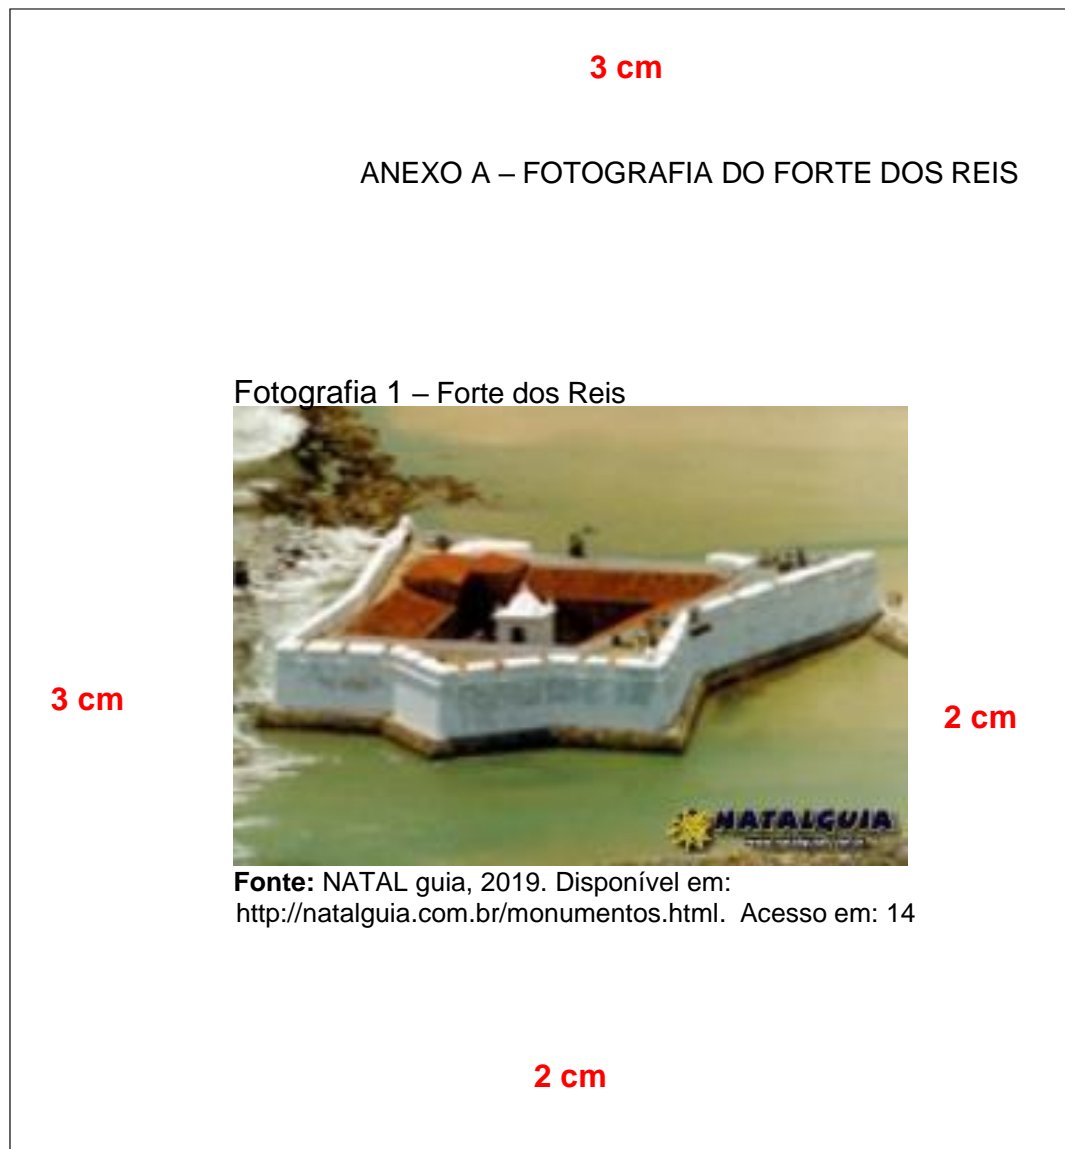 3 cm
ANEXO A – FOTOGRAFIA DO FORTE DOS REIS
Fotografia 1 – Forte dos Reis
3 cm
2 cm
NATALGUIA
Fonte: NATAL guia, 2019. Disponível em:
http://natalguia.com.br/monumentos.html. Acesso em: 14
2 cm